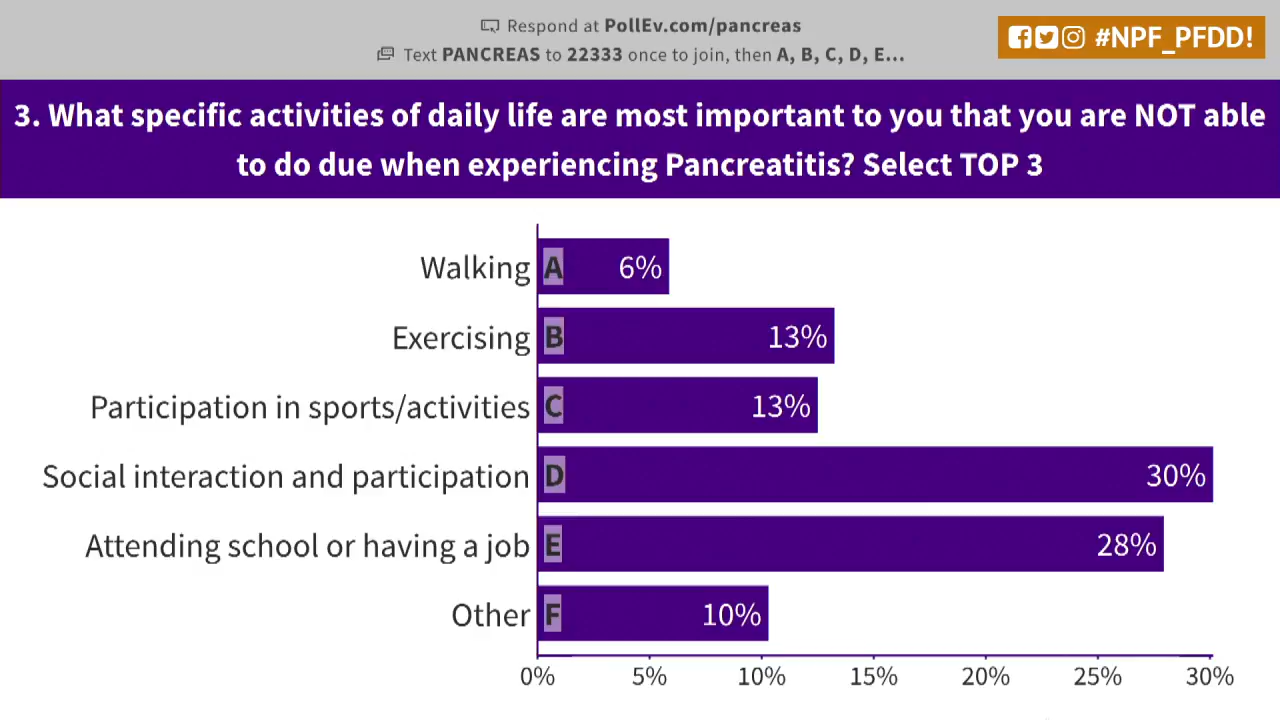 Respond at PollEv.com/pancreas
Text PANCREAS to 22333 once to join, then A, B, C, D, E...
#NPF_PFDD!
3. What specific activities of daily life are most important to you that you are NOT able
to do due when experiencing Pancreatitis? Select TOP 3
Walking A 6%
Exercising B 13%
Participation in sports/activities C 13%
Social interaction and participation D 30%
Attending school or having a job E 28%
Other F 10%
0% 5% 10% 15% 20% 25% 30%